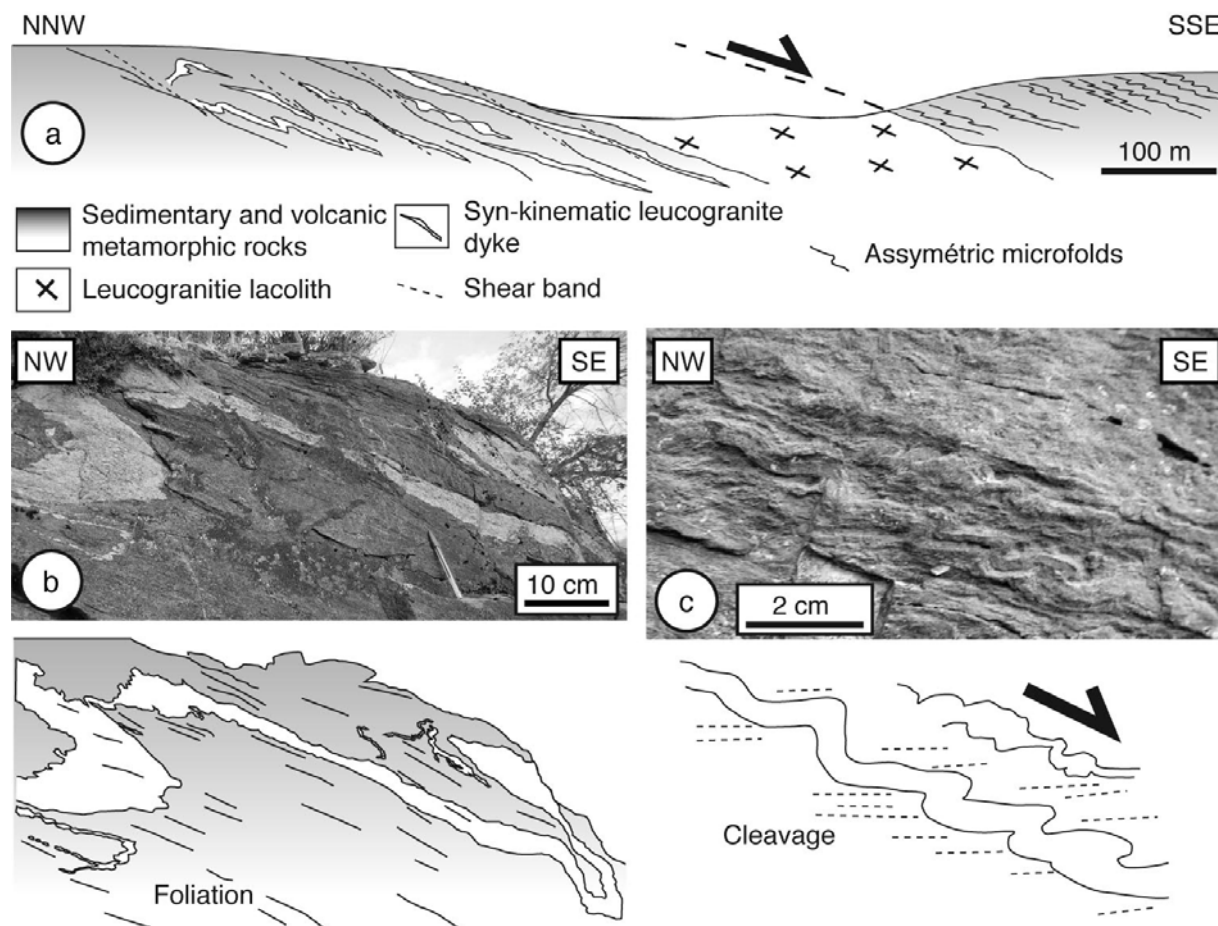 NNW
SSE
a
100 m
Sedimentary and volcanic
metamorphic rocks
Syn-kinematic leucogranite
dyke
Assymétric microfolds
Leucogranitie lacolith
Shear band
NW
SE
b
10 cm
NW
SE
c
2 cm
Foliation
Cleavage